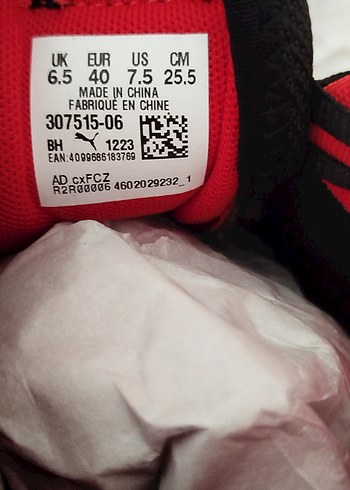 UK EUR US CM
6.5 40 7.5 25.5
MADE IN CHINA
FABRIQUÉ EN CHINE
307515-06
BH 1223
EAN:4099686183769
AD cxFCZ
R2R00006 4602029232_1